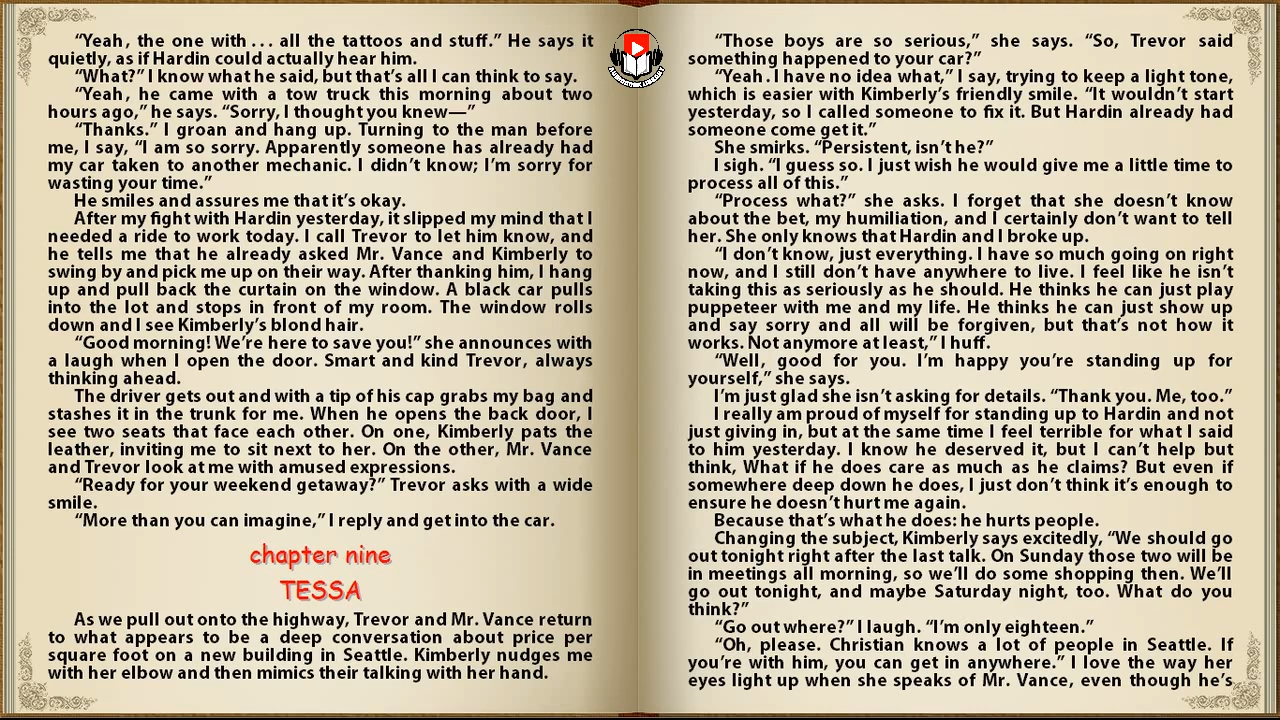 “Yeah, the one with . . . all the tattoos and stuff.” He says it
quietly, as if Hardin could actually hear him.
“What?” I know what he said, but that’s all I can think to say.
“Yeah, he came with a tow truck this morning about two
hours ago,” he says. “Sorry, I thought you knew—”
“Thanks.” I groan and hang up. Turning to the man before
me, I say, “I am so sorry. Apparently someone has already had
my car taken to another mechanic. I didn’t know; I’m sorry for
wasting your time.”
He smiles and assures me that it’s okay.
After my fight with Hardin yesterday, it slipped my mind that I
needed a ride to work today. I call Trevor to let him know, and
he tells me that he already asked Mr. Vance and Kimberly to
swing by and pick me up on their way. After thanking him, I hang
up and pull back the curtain on the window. A black car pulls
into the lot and stops in front of my room. The window rolls
down and I see Kimberly’s blond hair.
“Good morning! We’re here to save you!” she announces with
a laugh when I open the door. Smart and kind Trevor, always
thinking ahead.
The driver gets out and with a tip of his cap grabs my bag and
stashes it in the trunk for me. When he opens the back door, I
see two seats that face each other. On one, Kimberly pats the
leather, inviting me to sit next to her. On the other, Mr. Vance
and Trevor look at me with amused expressions.
“Ready for your weekend getaway?” Trevor asks with a wide
smile.
“More than you can imagine,” I reply and get into the car.
chapter nine
TESSA
As we pull out onto the highway, Trevor and Mr. Vance return
to what appears to be a deep conversation about price per
square foot on a new building in Seattle. Kimberly nudges me
with her elbow and then mimics their talking with her hand.
“Those boys are so serious,” she says. “So, Trevor said
something happened to your car?”
“Yeah. I have no idea what,” I say, trying to keep a light tone,
which is easier with Kimberly’s friendly smile. “It wouldn’t start
yesterday, so I called someone to fix it. But Hardin already had
someone come get it.”
She smirks. “Persistent, isn’t he?”
I sigh. “I guess so. I just wish he would give me a little time to
process all of this.”
“Process what?” she asks. I forget that she doesn’t know
about the bet, my humiliation, and I certainly don’t want to tell
her. She only knows that Hardin and I broke up.
“I don’t know, just everything. I have so much going on right
now, and I still don’t have anywhere to live. I feel like he isn’t
taking this as seriously as he should. He thinks he can just play
puppeteer with me and my life. He thinks he can just show up
and say sorry and all will be forgiven, but that’s not how it
works. Not anymore at least,” I huff.
“Well, good for you. I’m happy you’re standing up for
yourself,” she says.
I’m just glad she isn’t asking for details. “Thank you. Me, too.”
I really am proud of myself for standing up to Hardin and not
just giving in, but at the same time I feel terrible for what I said
to him yesterday. I know he deserved it, but I can’t help but
think, What if he does care as much as he claims? But even if
somewhere deep down he does, I just don’t think it’s enough to
ensure he doesn’t hurt me again.
Because that’s what he does: he hurts people.
Changing the subject, Kimberly says excitedly, “We should go
out tonight right after the last talk. On Sunday those two will be
in meetings all morning, so we’ll do some shopping then. We’ll
go out tonight, and maybe Saturday night, too. What do you
think?”
“Go out where?” I laugh. “I’m only eighteen.”
“Oh, please. Christian knows a lot of people in Seattle. If
you’re with him, you can get in anywhere.” I love the way her
eyes light up when she speaks of Mr. Vance, even though he’s